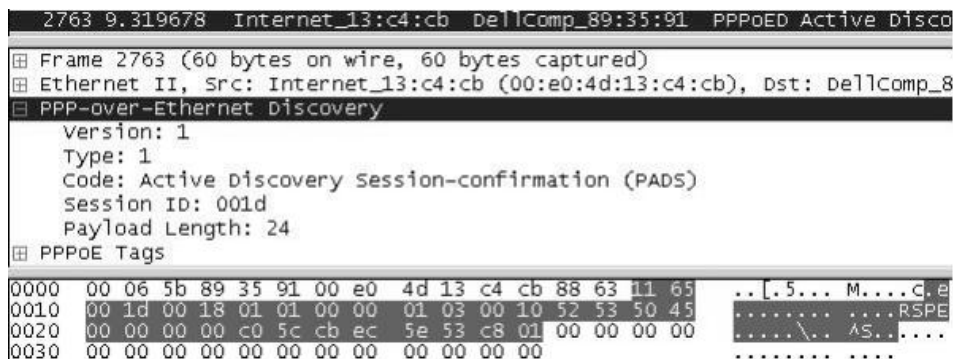 2763 9.319678 Internet_13:c4:cb DellComp_89:35:91 PPPoED Active Disco
Frame 2763 (60 bytes on wire, 60 bytes captured)
Ethernet II, Src: Internet_13:c4:cb (00:e0:4d:13:c4:cb), Dst: DellComp_8
PPP-over-Ethernet Discovery
Version: 1
Type: 1
Code: Active Discovery Session-confirmation (PADS)
Session ID: 001d
Payload Length: 24
PPPoE Tags
0000 00 06 5b 89 35 91 00 e0 4d 13 c4 cb 88 63 11 65 ..[.5... M....c.e
0010 00 1d 00 18 01 01 00 00 01 03 00 10 52 53 50 45 ........ ....RSPE
0020 00 00 00 00 c0 5c cb ec 5e 53 c8 01 00 00 00 00 .....\.. ^S......
0030 00 00 00 00 00 00 00 00 00 00 00 00 ........ ....